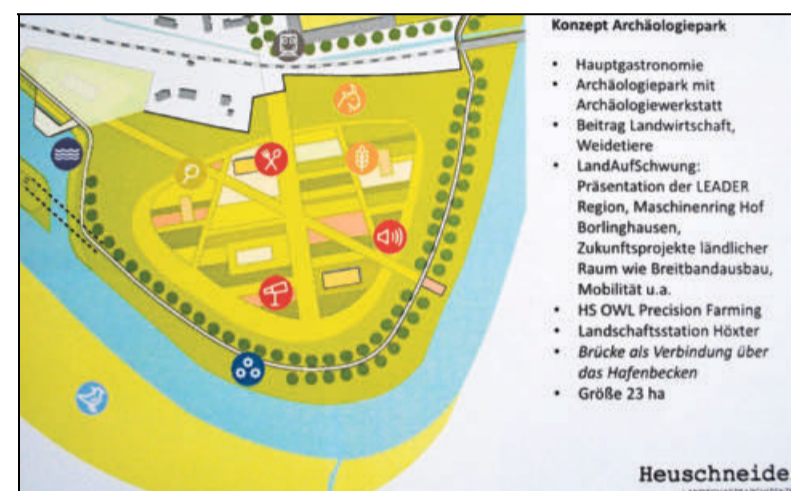 Konzept Archäologiepark
• Hauptgastronomie
• Archäologiepark mit
Archäologiewerkstatt
• Beitrag Landwirtschaft,
Weidetiere
• LandAufSchwung:
Präsentation der LEADER
Region, Maschinenring Hof
Borlinghausen,
Zukunftsprojekte ländlicher
Raum wie Breitbandausbau,
Mobilität u.a.
• HS OWL Precision Farming
• Landschaftsstation Höxter
• Brücke als Verbindung über
das Hafenbecken
• Größe 23 ha
Heuschneide